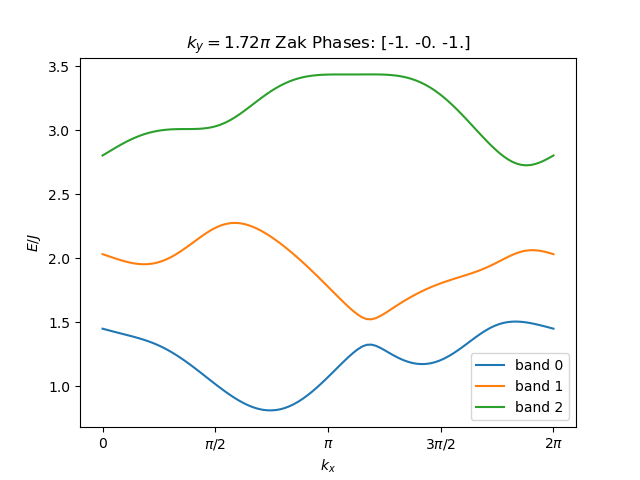 k_y = 1.72π Zak Phases: [-1. -0. -1.]
3.5
3.0
2.5
2.0
1.5
1.0
E/J
0 π/2 π 3π/2 2π
k_x
band 0
band 1
band 2